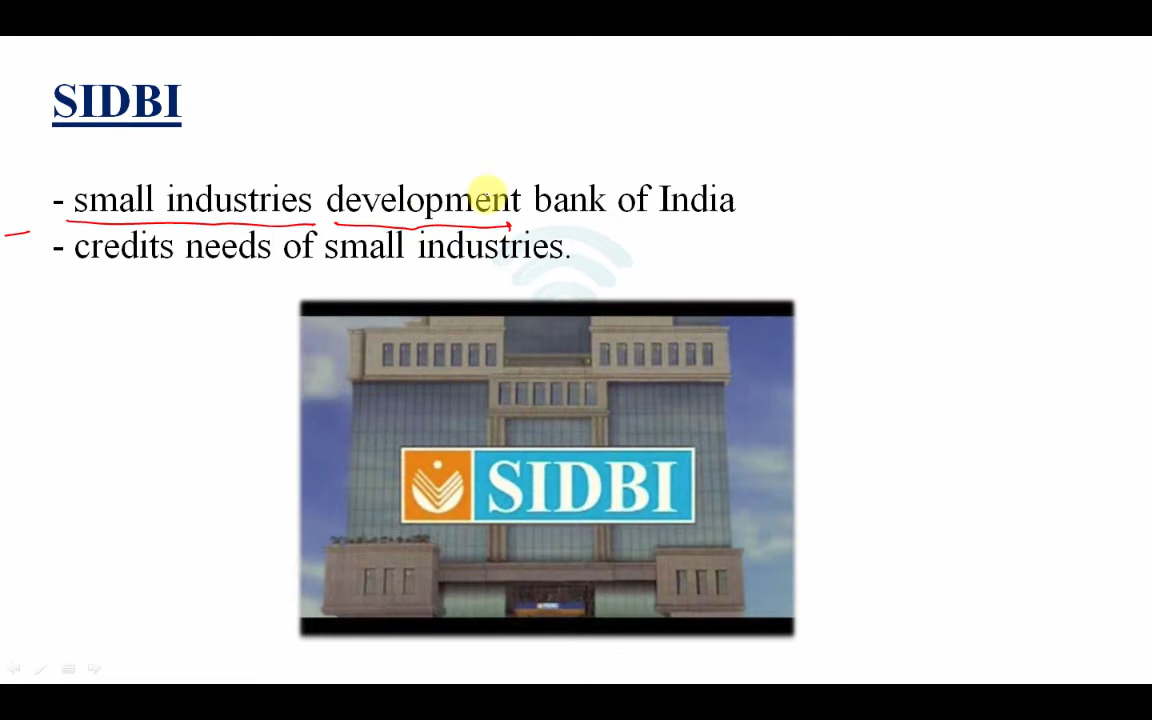 SIDBI
- small industries development bank of India
- credits needs of small industries.
SIDBI